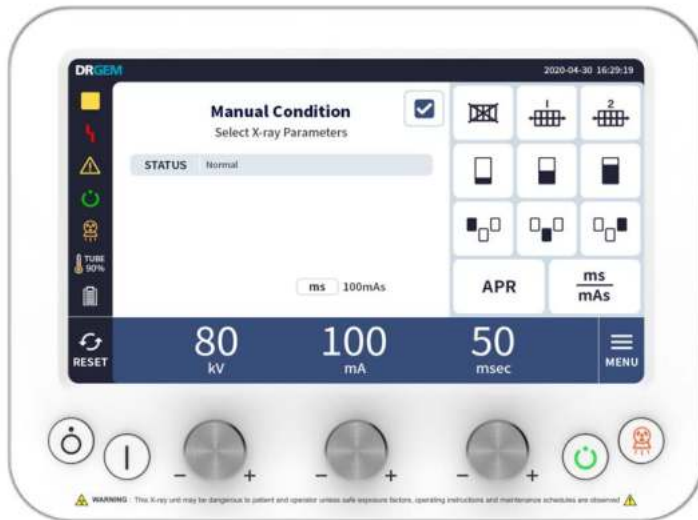 DRGEM
2020-04-30 16:29:19
Manual Condition
Select X-ray Parameters
STATUS Normal
1
2
TUBE
90%
ms 100mAs
APR
ms
mAs
RESET
80
kV
100
mA
50
msec
MENU
- +
- +
- +
WARNING : This X-ray unit may be dangerous to patient and operator unless safe exposure factors, operating instructions and maintenance schedules are observed